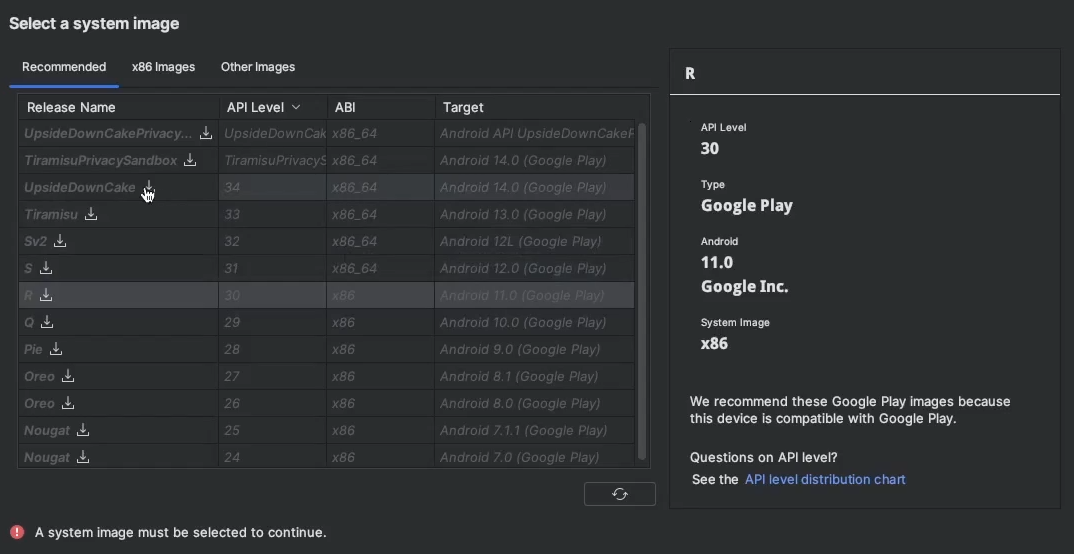 Select a system image
Recommended x86 Images Other Images
Release Name API Level ABI Target
UpsideDownCakePrivacy... UpsideDownCak x86_64 Android API UpsideDownCakeP
TiramisuPrivacySandbox TiramisuPrivacyS x86_64 Android 14.0 (Google Play)
UpsideDownCake 34 x86_64 Android 14.0 (Google Play)
Tiramisu 33 x86_64 Android 13.0 (Google Play)
Sv2 32 x86_64 Android 12L (Google Play)
S 31 x86_64 Android 12.0 (Google Play)
R 30 x86 Android 11.0 (Google Play)
Q 29 x86 Android 10.0 (Google Play)
Pie 28 x86 Android 9.0 (Google Play)
Oreo 27 x86 Android 8.1 (Google Play)
Oreo 26 x86 Android 8.0 (Google Play)
Nougat 25 x86 Android 7.1.1 (Google Play)
Nougat 24 x86 Android 7.0 (Google Play)
R
API Level
30
Type
Google Play
Android
11.0
Google Inc.
System Image
x86
We recommend these Google Play images because
this device is compatible with Google Play.
Questions on API level?
See the API level distribution chart
A system image must be selected to continue.